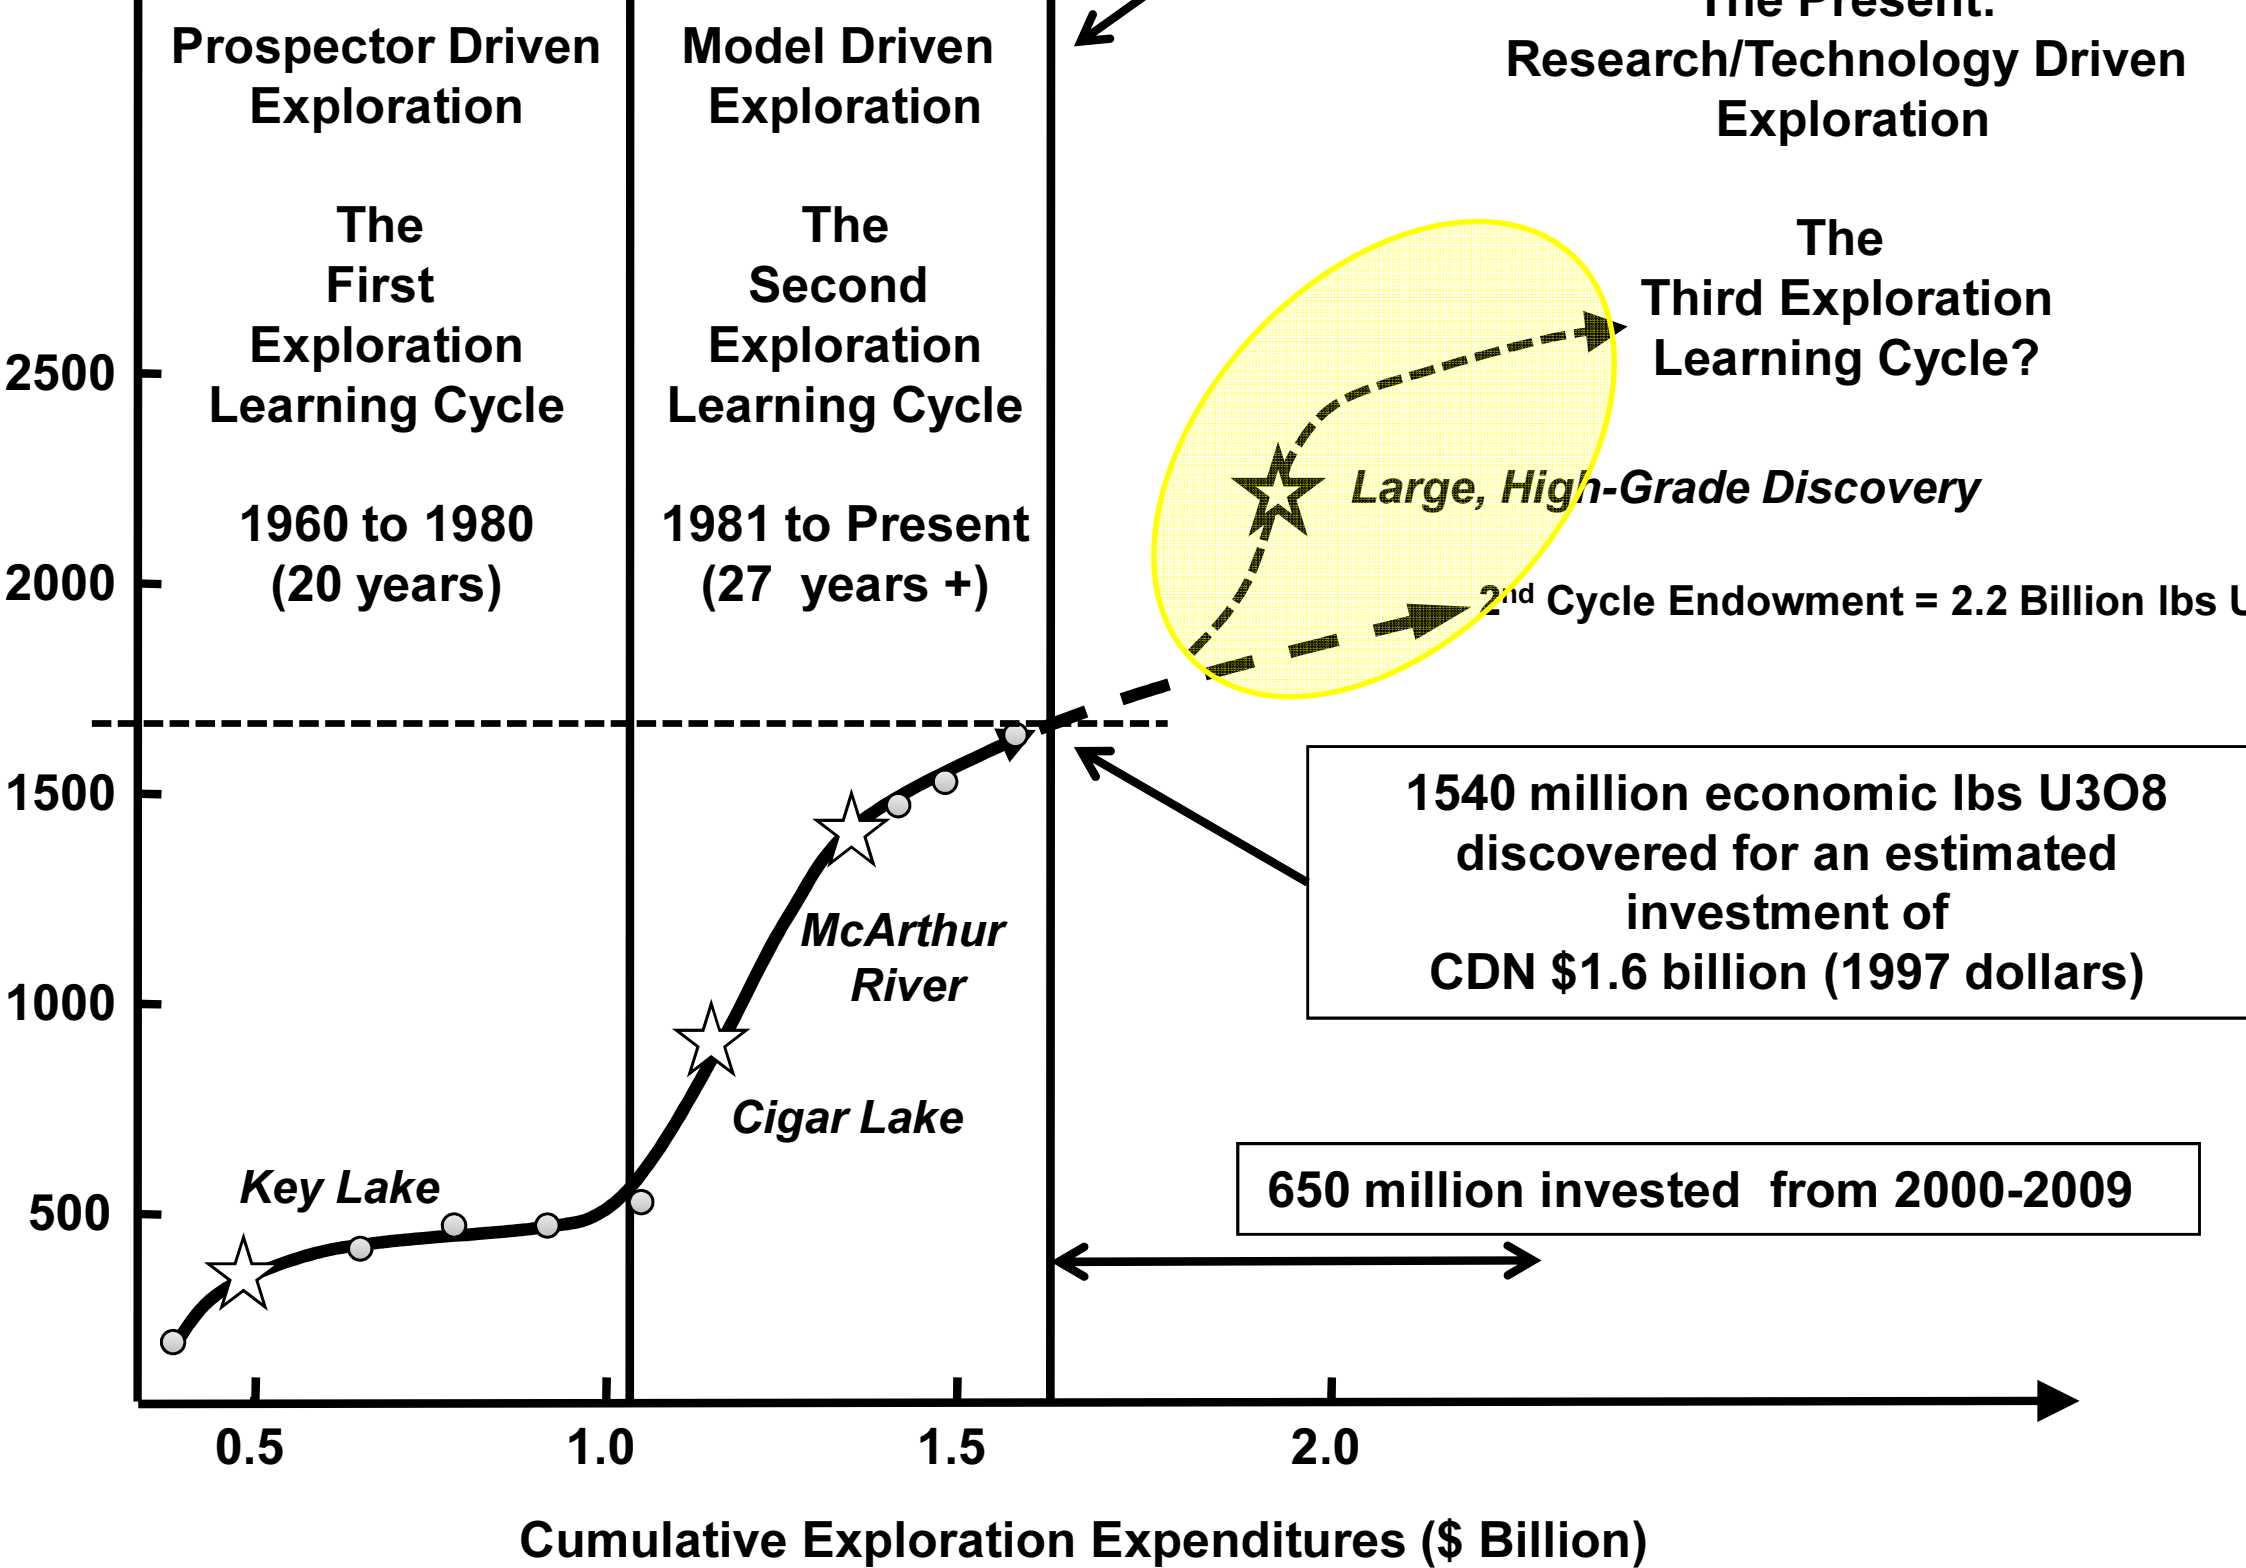 The Present:
Prospector Driven
Exploration
Model Driven
Exploration
Research/Technology Driven
Exploration
The
First
Exploration
Learning Cycle
The
Second
Exploration
Learning Cycle
The
Third Exploration
Learning Cycle?
1960 to 1980
(20 years)
1981 to Present
(27 years +)
Large, High-Grade Discovery
2nd Cycle Endowment = 2.2 Billion lbs U
2500
2000
1500
1000
500
1540 million economic lbs U3O8
discovered for an estimated
investment of
CDN $1.6 billion (1997 dollars)
McArthur
River
Cigar Lake
Key Lake
650 million invested from 2000-2009
0.5
1.0
1.5
2.0
Cumulative Exploration Expenditures ($ Billion)